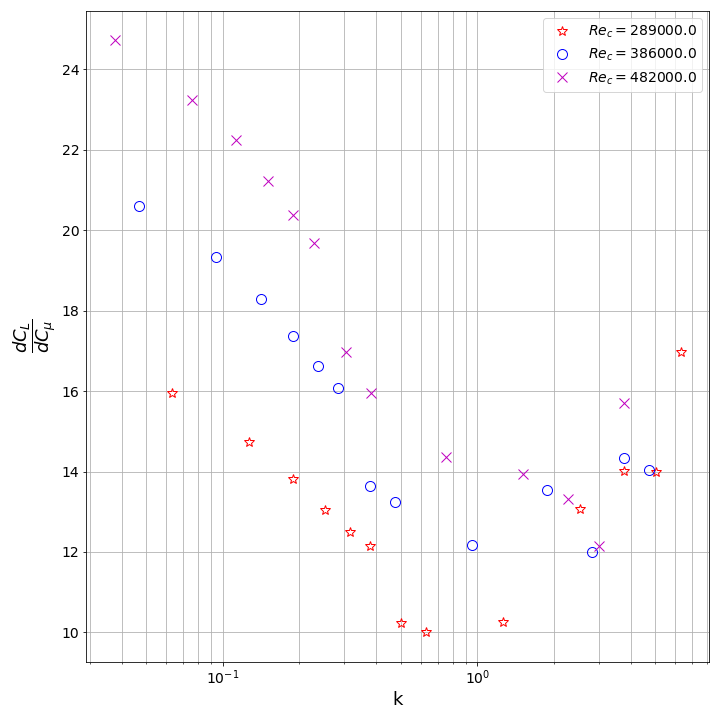 Re_c = 289000.0
Re_c = 386000.0
Re_c = 482000.0
24
22
20
18
16
14
12
10
dC_L
dC_μ
10^−1
10^0
k